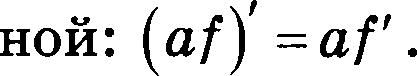 ной: (af)′ = af′.